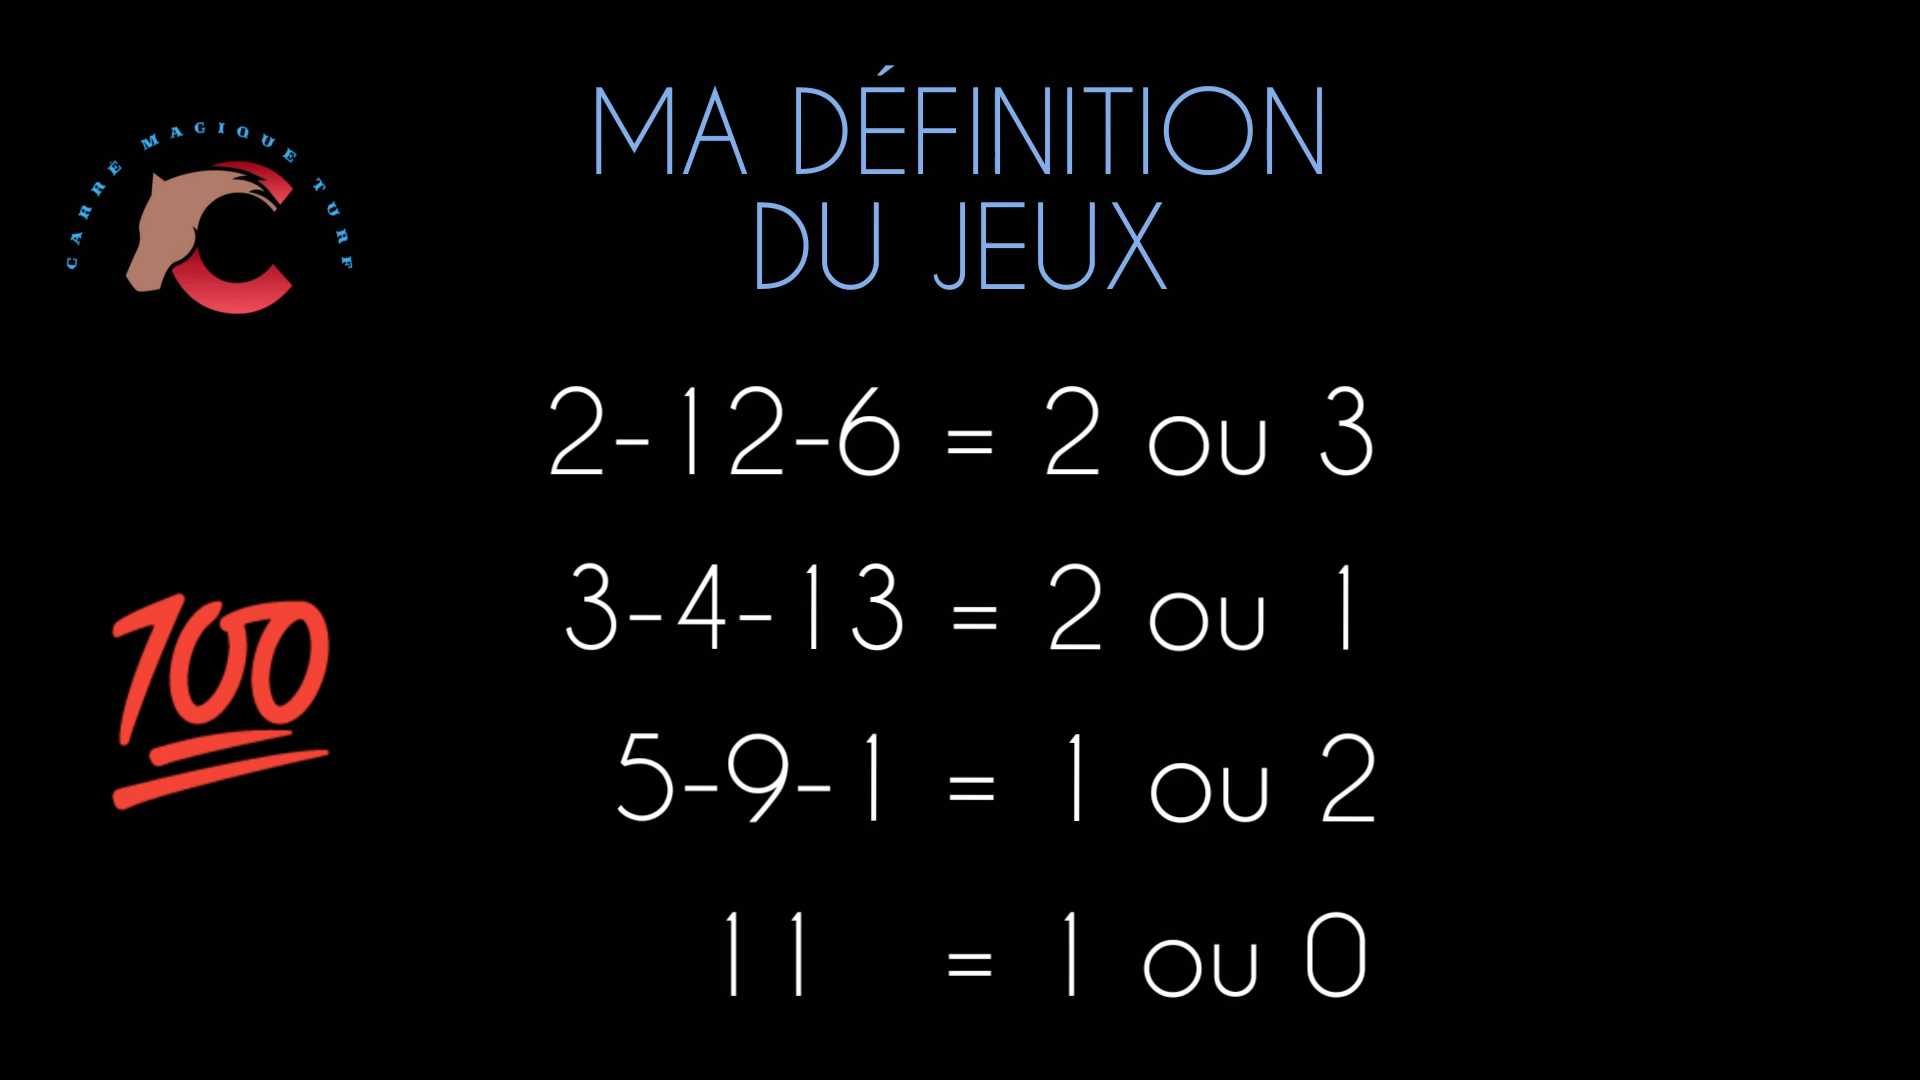 CARRÉ MAGIQUE TURF
MA DÉFINITION
DU JEUX
2-12-6 = 2 ou 3
3-4-13 = 2 ou 1
100
5-9-1 = 1 ou 2
11 = 1 ou 0